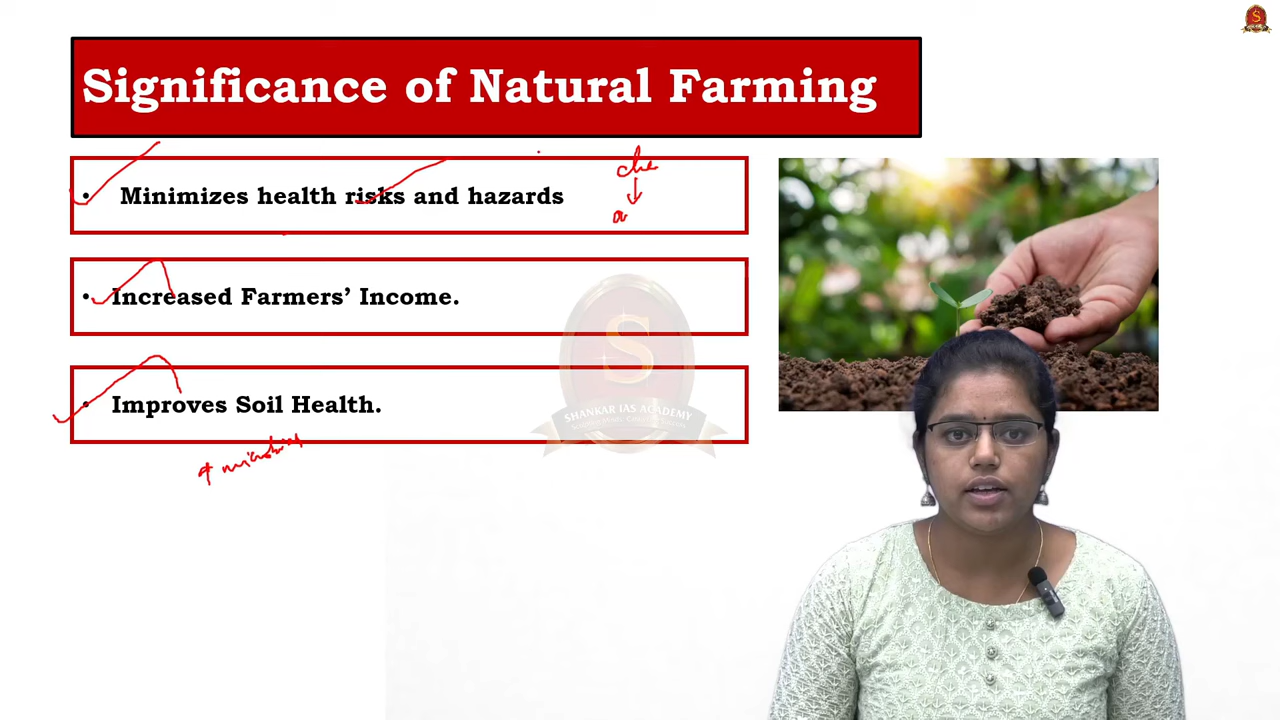 Significance of Natural Farming
• Minimizes health risks and hazards
• Increased Farmers’ Income.
• Improves Soil Health.
S
SHANKAR IAS ACADEMY